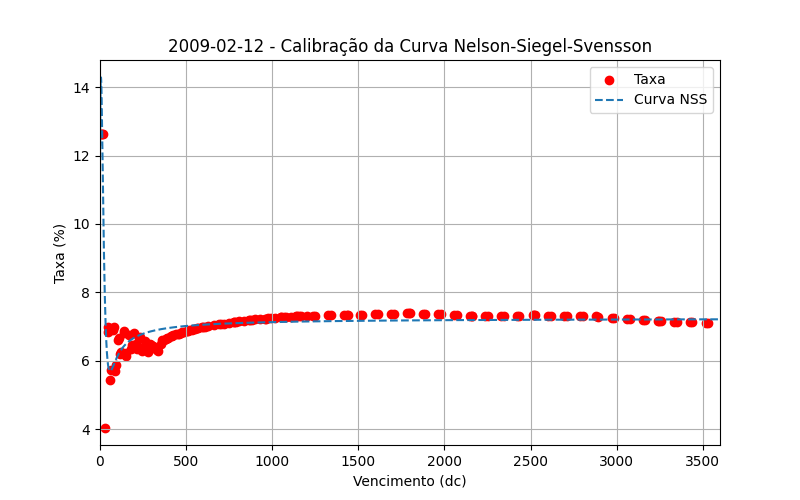 2009-02-12 - Calibração da Curva Nelson-Siegel-Svensson
Taxa
Curva NSS
Taxa (%)
14
12
10
8
6
4
0
500
1000
1500
2000
2500
3000
3500
Vencimento (dc)